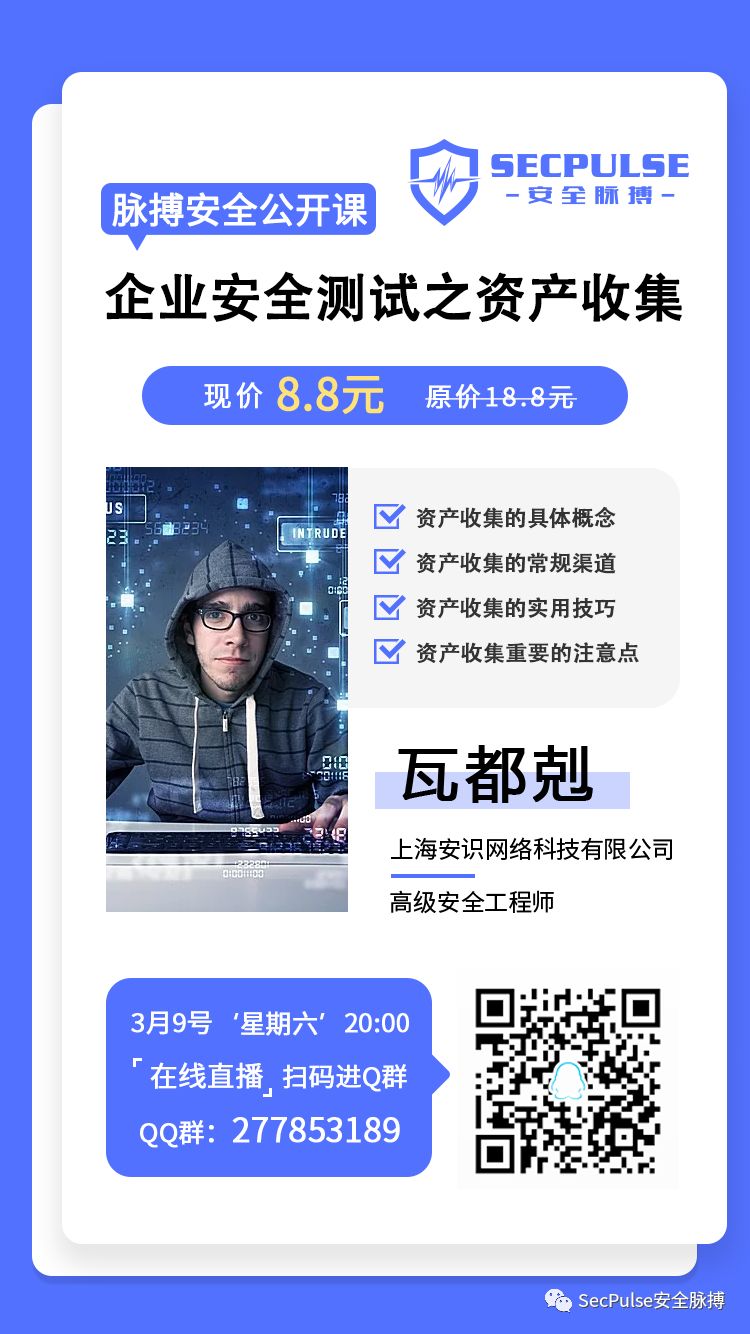 SECPULSE
-安全脉搏-
脉搏安全公开课
企业安全测试之资产收集
现价 8.8元 原价18.8元
US
23
INTRUDE
资产收集的具体概念
资产收集的常规渠道
资产收集的实用技巧
资产收集重要的注意点
瓦都剋
上海安识网络科技有限公司
高级安全工程师
3月9号 ‘星期六’ 20:00
「在线直播」扫码进Q群
QQ群：277853189
SecPulse安全脉搏